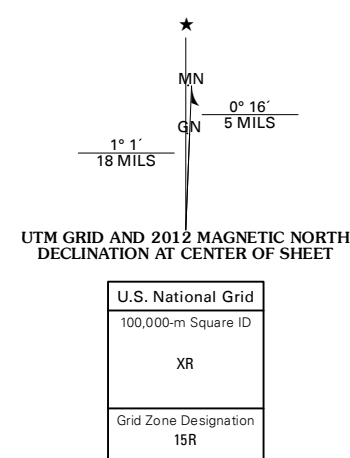 ★
MN
0° 16´
5 MILS
GN
1° 1´
18 MILS
UTM GRID AND 2012 MAGNETIC NORTH
DECLINATION AT CENTER OF SHEET
U.S. National Grid
100,000-m Square ID
XR
Grid Zone Designation
15R